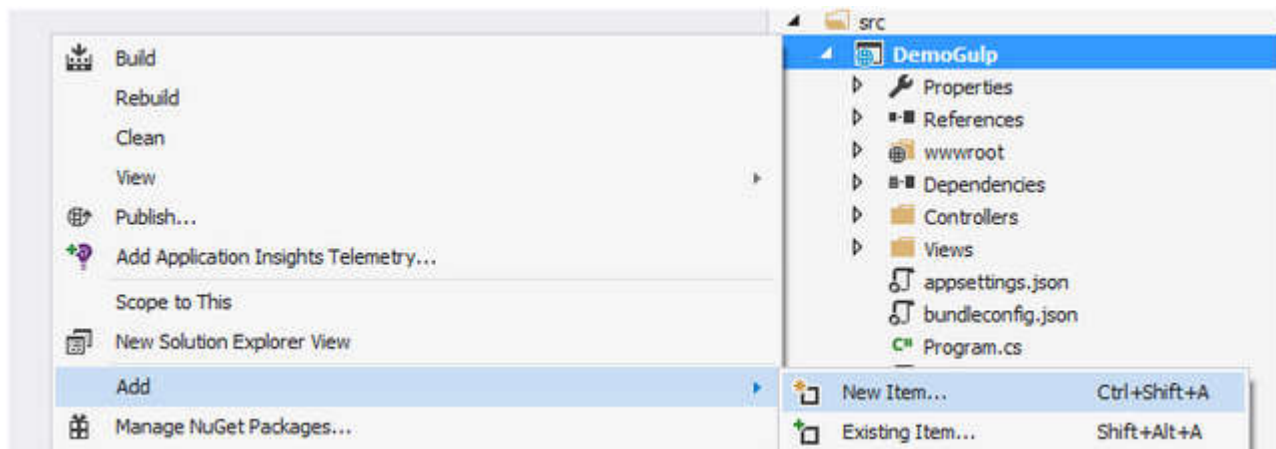 src
DemoGulp
Properties
References
wwwroot
Dependencies
Controllers
Views
appsettings.json
bundleconfig.json
C# Program.cs
Build
Rebuild
Clean
View
Publish...
Add Application Insights Telemetry...
Scope to This
New Solution Explorer View
Add
Manage NuGet Packages...
New Item... Ctrl+Shift+A
Existing Item... Shift+Alt+A